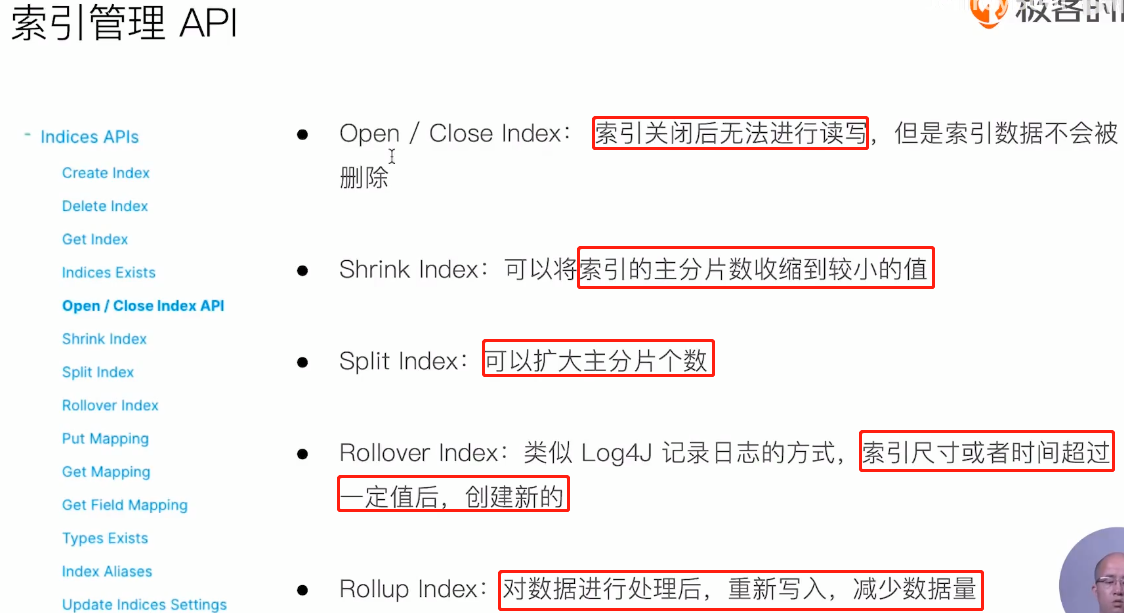 索引管理 API
- Indices APIs
Create Index
Delete Index
Get Index
Indices Exists
Open / Close Index API
Shrink Index
Split Index
Rollover Index
Put Mapping
Get Mapping
Get Field Mapping
Types Exists
Index Aliases
Update Indices Settings
● Open / Close Index：索引关闭后无法进行读写，但是索引数据不会被
删除
● Shrink Index：可以将索引的主分片数收缩到较小的值
● Split Index：可以扩大主分片个数
● Rollover Index：类似 Log4J 记录日志的方式，索引尺寸或者时间超过
一定值后，创建新的
● Rollup Index：对数据进行处理后，重新写入，减少数据量